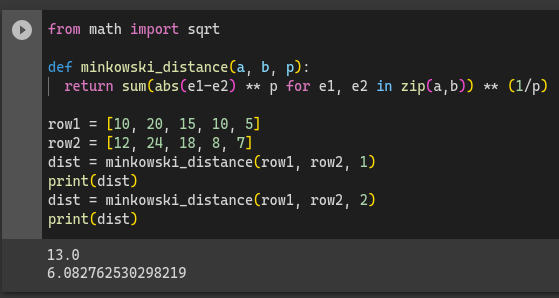 from math import sqrt
def minkowski_distance(a, b, p):
return sum(abs(e1-e2) ** p for e1, e2 in zip(a,b)) ** (1/p)
row1 = [10, 20, 15, 10, 5]
row2 = [12, 24, 18, 8, 7]
dist = minkowski_distance(row1, row2, 1)
print(dist)
dist = minkowski_distance(row1, row2, 2)
print(dist)
13.0
6.082762530298219